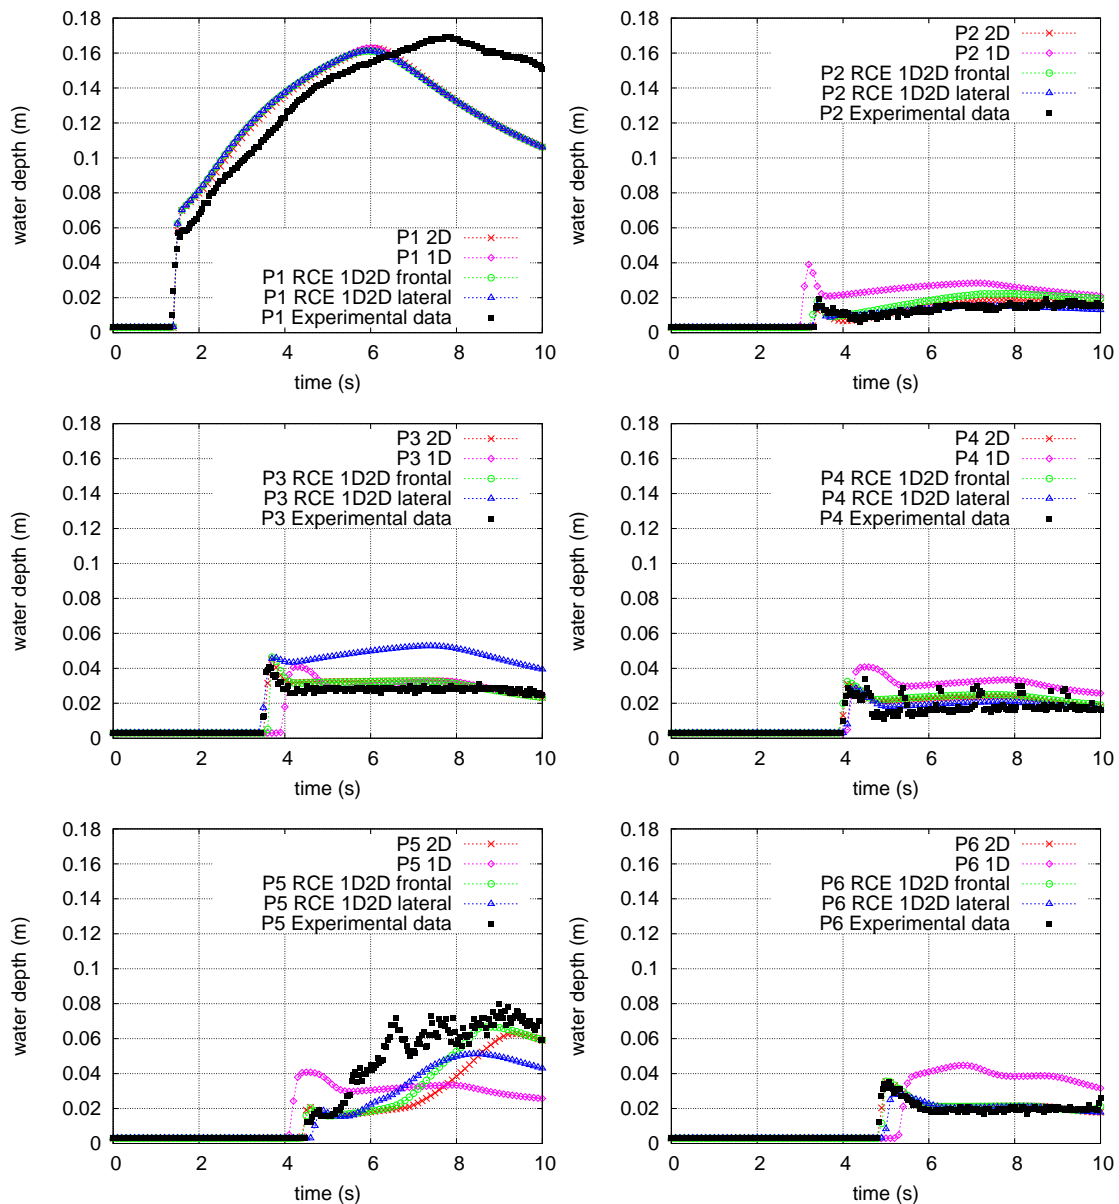 0.18
0.16
0.14
0.12
0.1
0.08
0.06
0.04
0.02
0
water depth (m)
P1 2D
P1 1D
P1 RCE 1D2D frontal
P1 RCE 1D2D lateral
P1 Experimental data
0 2 4 6 8 10
time (s)
0.18
0.16
0.14
0.12
0.1
0.08
0.06
0.04
0.02
0
water depth (m)
P2 2D
P2 1D
P2 RCE 1D2D frontal
P2 RCE 1D2D lateral
P2 Experimental data
0 2 4 6 8 10
time (s)
0.18
0.16
0.14
0.12
0.1
0.08
0.06
0.04
0.02
0
water depth (m)
P3 2D
P3 1D
P3 RCE 1D2D frontal
P3 RCE 1D2D lateral
P3 Experimental data
0 2 4 6 8 10
time (s)
0.18
0.16
0.14
0.12
0.1
0.08
0.06
0.04
0.02
0
water depth (m)
P4 2D
P4 1D
P4 RCE 1D2D frontal
P4 RCE 1D2D lateral
P4 Experimental data
0 2 4 6 8 10
time (s)
0.18
0.16
0.14
0.12
0.1
0.08
0.06
0.04
0.02
0
water depth (m)
P5 2D
P5 1D
P5 RCE 1D2D frontal
P5 RCE 1D2D lateral
P5 Experimental data
0 2 4 6 8 10
time (s)
0.18
0.16
0.14
0.12
0.1
0.08
0.06
0.04
0.02
0
water depth (m)
P6 2D
P6 1D
P6 RCE 1D2D frontal
P6 RCE 1D2D lateral
P6 Experimental data
0 2 4 6 8 10
time (s)